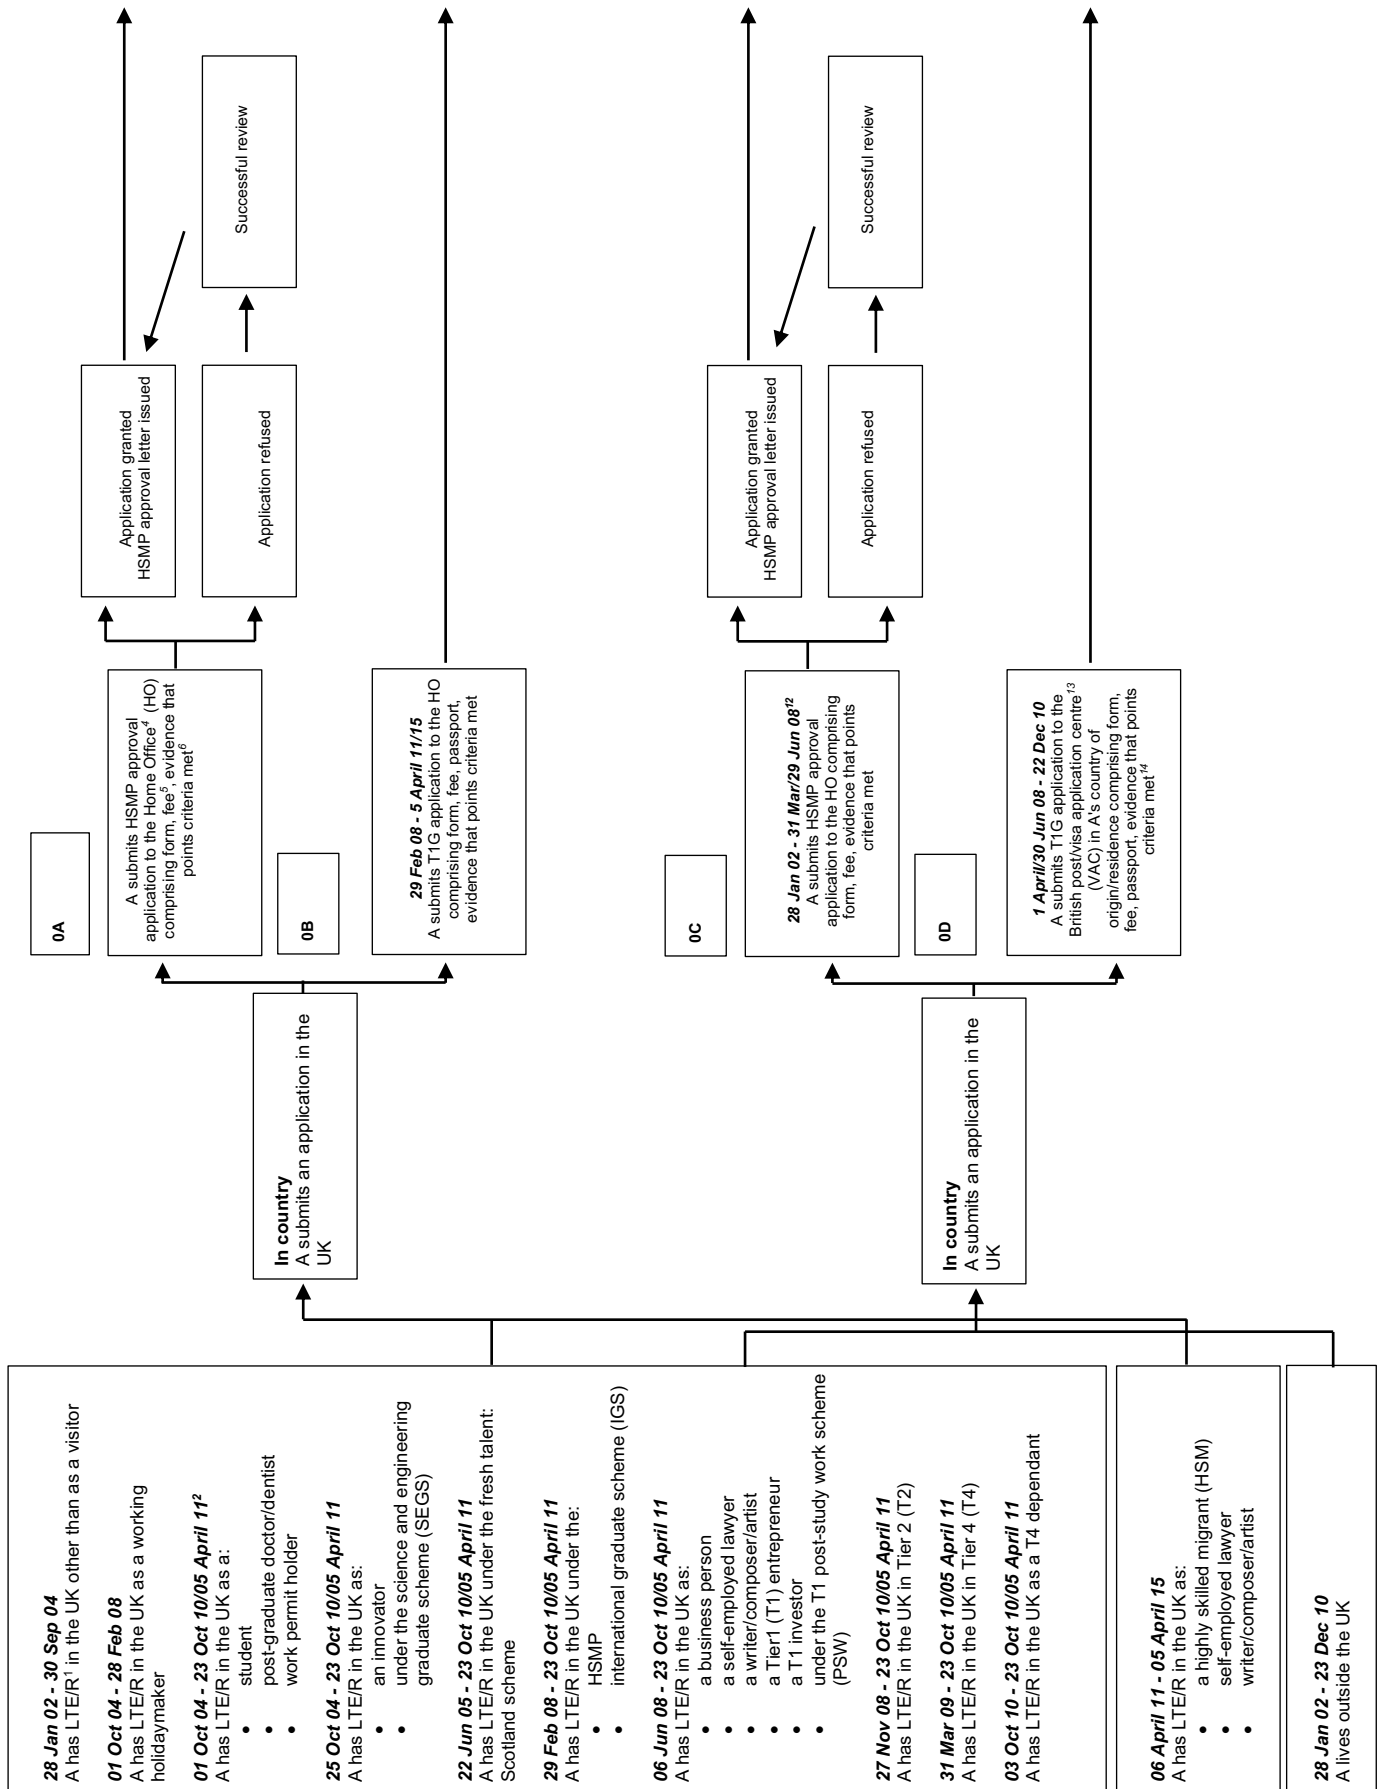 28 Jan 02 - 30 Sep 04
A has LTE/R1 in the UK other than as a visitor
01 Oct 04 - 28 Feb 08
A has LTE/R in the UK as a working
holidaymaker
01 Oct 04 - 23 Oct 10/05 April 112
A has LTE/R in the UK as a:
• student
• post-graduate doctor/dentist
• work permit holder
25 Oct 04 - 23 Oct 10/05 April 11
A has LTE/R in the UK as:
• an innovator
• under the science and engineering
graduate scheme (SEGS)
22 Jun 05 - 23 Oct 10/05 April 11
A has LTE/R in the UK under the fresh talent:
Scotland scheme
29 Feb 08 - 23 Oct 10/05 April 11
A has LTE/R in the UK under the:
• HSMP
• international graduate scheme (IGS)
06 Jun 08 - 23 Oct 10/05 April 11
A has LTE/R in the UK as:
• a business person
• a self-employed lawyer
• a writer/composer/artist
• a Tier1 (T1) entrepreneur
• a T1 investor
• under the T1 post-study work scheme
(PSW)
27 Nov 08 - 23 Oct 10/05 April 11
A has LTE/R in the UK in Tier 2 (T2)
31 Mar 09 - 23 Oct 10/05 April 11
A has LTE/R in the UK in Tier 4 (T4)
03 Oct 10 - 23 Oct 10/05 April 11
A has LTE/R in the UK as a T4 dependant
06 April 11 - 05 April 15
A has LTE/R in the UK as:
• a highly skilled migrant (HSM)
• self-employed lawyer
• writer/composer/artist
28 Jan 02 - 23 Dec 10
A lives outside the UK
In country
A submits an application in the
UK
In country
A submits an application in the
UK
0A
A submits HSMP approval
application to the Home Office4 (HO)
comprising form, fee5, evidence that
points criteria met6
0B
29 Feb 08 - 5 April 11/15
A submits T1G application to the HO
comprising form, fee, passport,
evidence that points criteria met
0C
28 Jan 02 - 31 Mar/29 Jun 0812
A submits HSMP approval
application to the HO comprising
form, fee, evidence that points
criteria met
0D
1 April/30 Jun 08 - 22 Dec 10
A submits T1G application to the
British post/visa application centre13
(VAC) in A's country of
origin/residence comprising form,
fee, passport, evidence that points
criteria met14
Application granted
HSMP approval letter issued
Application refused
Successful review
Application granted
HSMP approval letter issued
Application refused
Successful review